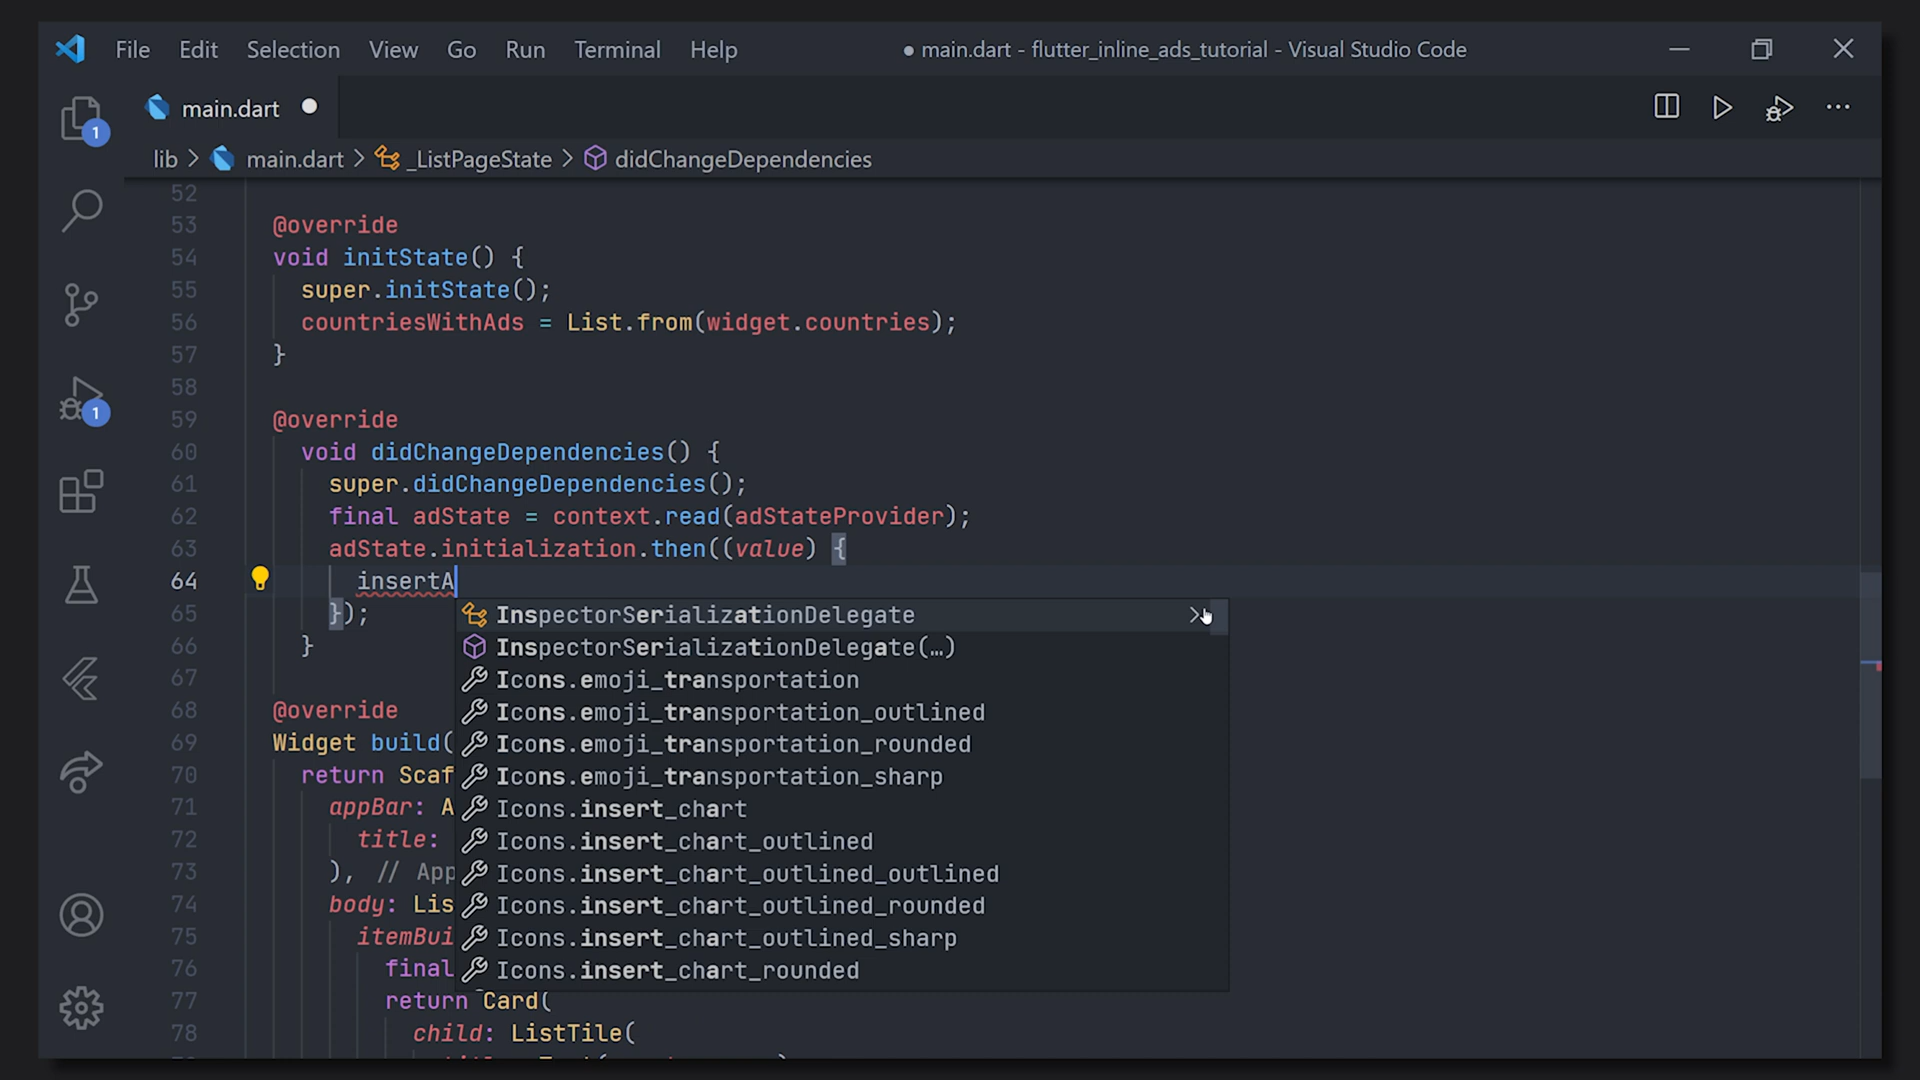 File Edit Selection View Go Run Terminal Help ● main.dart - flutter_inline_ads_tutorial - Visual Studio Code
main.dart
1
lib > main.dart > _ListPageState > didChangeDependencies
52
53 @override
54 void initState() {
55 super.initState();
56 countriesWithAds = List.from(widget.countries);
57 }
58
59 @override
60 void didChangeDependencies() {
1
61 super.didChangeDependencies();
62 final adState = context.read(adStateProvider);
63 adState.initialization.then((value) {
64 insertA
65 });
InspectorSerializationDelegate
66 }
InspectorSerializationDelegate(…)
67
Icons.emoji_transportation
68 @override
Icons.emoji_transportation_outlined
69 Widget build(
Icons.emoji_transportation_rounded
70 return Scaf
Icons.emoji_transportation_sharp
71 appBar: A
Icons.insert_chart
72 title:
Icons.insert_chart_outlined
73 ), // App
Icons.insert_chart_outlined_outlined
74 body: Lis
Icons.insert_chart_outlined_rounded
75 itemBui
Icons.insert_chart_outlined_sharp
76 final
Icons.insert_chart_rounded
77 return Card(
78 child: ListTile(